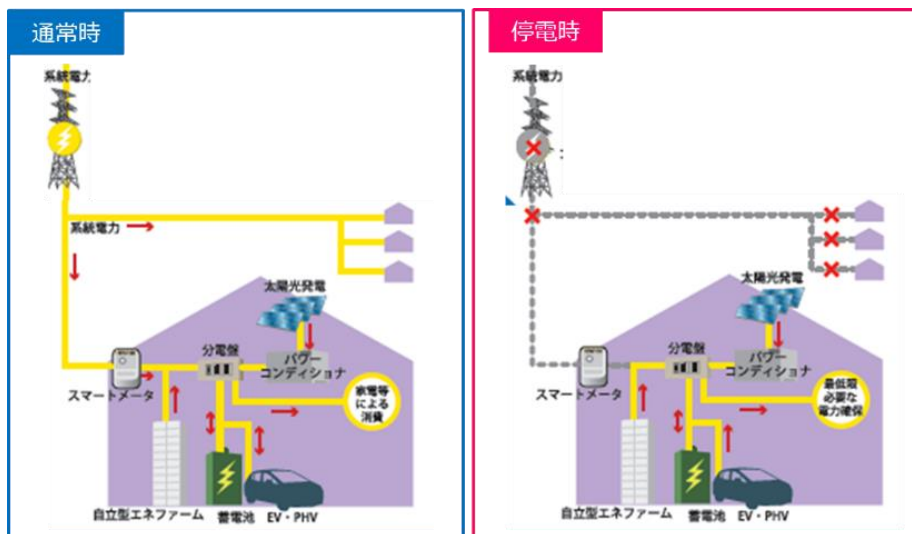 通常時
系統電力
系統電力
太陽光発電
分電盤
パワー
コンディショナ
スマートメータ
家電等
による
消費
自立型エネファーム
蓄電池
EV・PHV
停電時
系統電力
太陽光発電
分電盤
パワー
コンディショナ
スマートメータ
最低限
必要な
電力確保
自立型エネファーム
蓄電池
EV・PHV